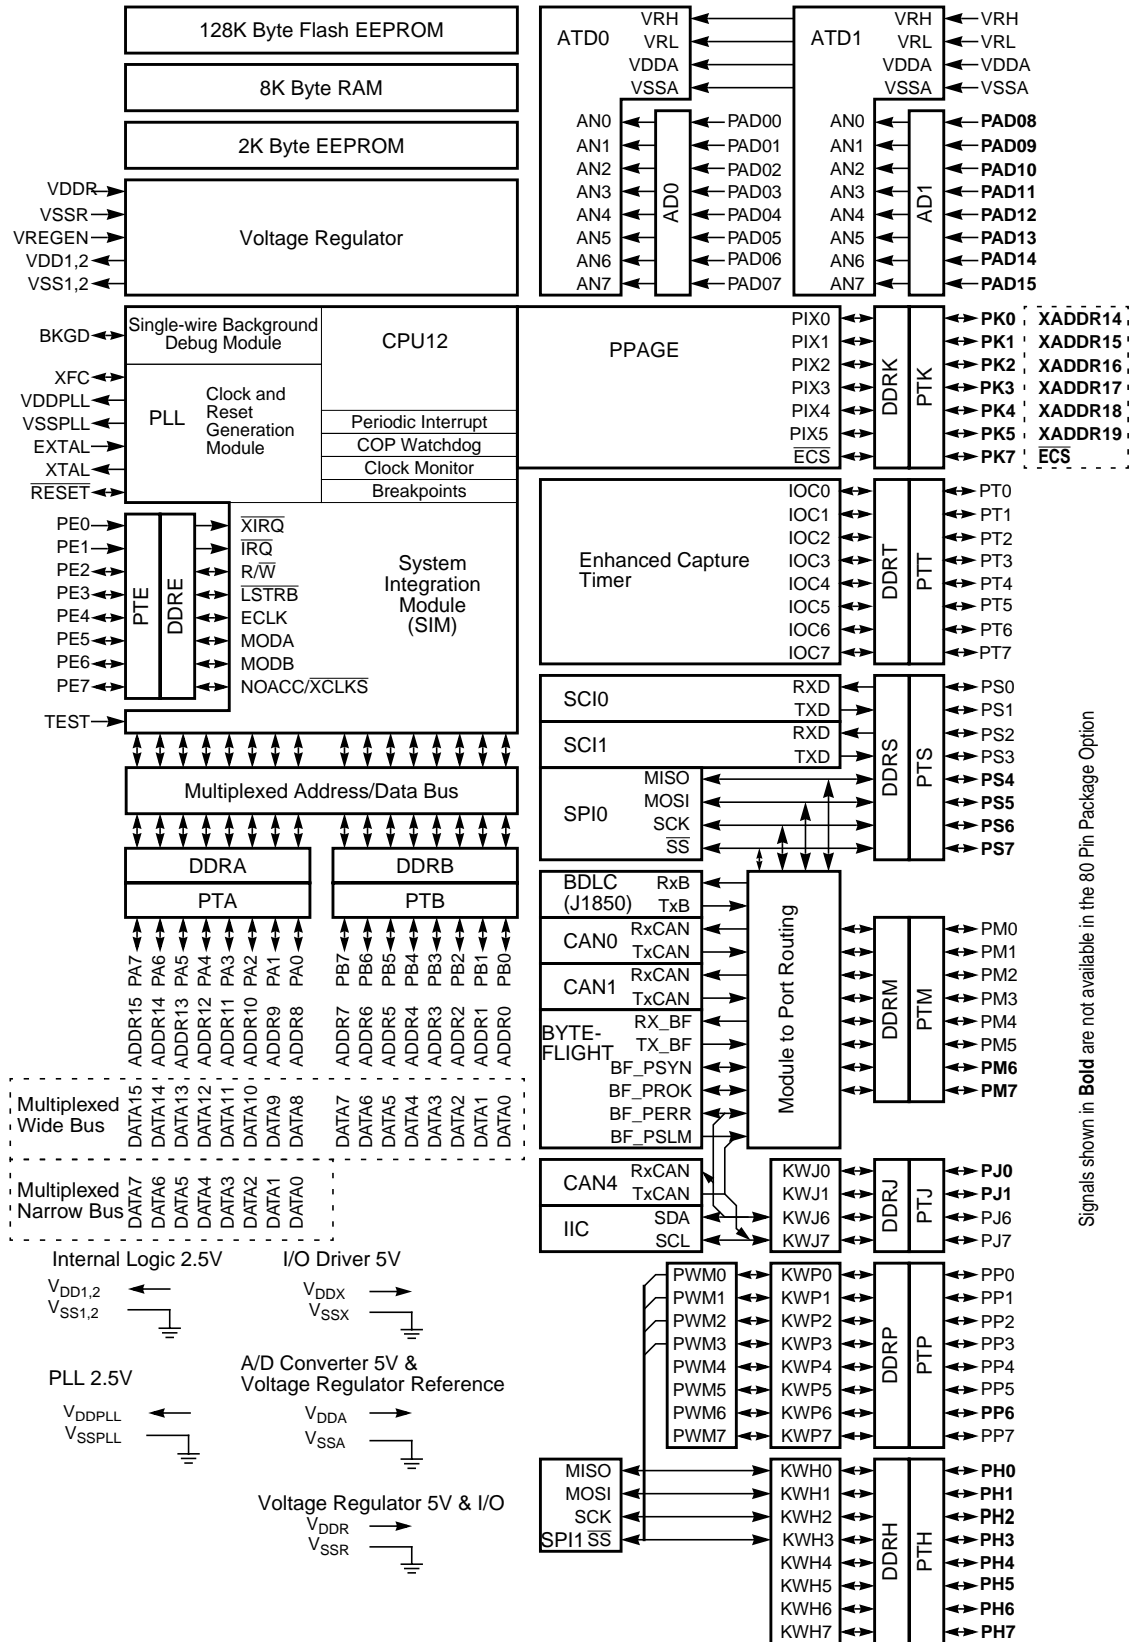 128K Byte Flash EEPROM
8K Byte RAM
2K Byte EEPROM
VDDR
VSSR
VREGEN
VDD1,2
VSS1,2
Voltage Regulator
ATD0
VRH
VRL
VDDA
VSSA
AN0
AN1
AN2
AN3
AN4
AN5
AN6
AN7
AD0
PAD00
PAD01
PAD02
PAD03
PAD04
PAD05
PAD06
PAD07
ATD1
VRH
VRL
VDDA
VSSA
VRH
VRL
VDDA
VSSA
AN0
AN1
AN2
AN3
AN4
AN5
AN6
AN7
AD1
PAD08
PAD09
PAD10
PAD11
PAD12
PAD13
PAD14
PAD15
BKGD
XFC
VDDPLL
VSSPLL
EXTAL
XTAL
RESET
Single-wire Background
Debug Module
CPU12
PLL
Clock and
Reset
Generation
Module
Periodic Interrupt
COP Watchdog
Clock Monitor
Breakpoints
PPAGE
PIX0
PIX1
PIX2
PIX3
PIX4
PIX5
ECS
DDRK
PTK
PK0 XADDR14
PK1 XADDR15
PK2 XADDR16
PK3 XADDR17
PK4 XADDR18
PK5 XADDR19
PK7 ECS
PE0
PE1
PE2
PE3
PE4
PE5
PE6
PE7
TEST
PTE
DDRE
XIRQ
IRQ
R/W
LSTRB
ECLK
MODA
MODB
NOACC/XCLKS
System
Integration
Module
(SIM)
Enhanced Capture
Timer
IOC0
IOC1
IOC2
IOC3
IOC4
IOC5
IOC6
IOC7
DDRT
PTT
PT0
PT1
PT2
PT3
PT4
PT5
PT6
PT7
SCI0
RXD
TXD
SCI1
RXD
TXD
SPI0
MISO
MOSI
SCK
SS
DDRS
PTS
PS0
PS1
PS2
PS3
PS4
PS5
PS6
PS7
Multiplexed Address/Data Bus
DDRA
DDRB
PTA
PTB
PA7
PA6
PA5
PA4
PA3
PA2
PA1
PA0
PB7
PB6
PB5
PB4
PB3
PB2
PB1
PB0
ADDR15
ADDR14
ADDR13
ADDR12
ADDR11
ADDR10
ADDR9
ADDR8
ADDR7
ADDR6
ADDR5
ADDR4
ADDR3
ADDR2
ADDR1
ADDR0
Multiplexed
Wide Bus
DATA15
DATA14
DATA13
DATA12
DATA11
DATA10
DATA9
DATA8
DATA7
DATA6
DATA5
DATA4
DATA3
DATA2
DATA1
DATA0
Multiplexed
Narrow Bus
DATA7
DATA6
DATA5
DATA4
DATA3
DATA2
DATA1
DATA0
BDLC
(J1850)
RxB
TxB
CAN0
RxCAN
TxCAN
CAN1
RxCAN
TxCAN
BYTE-
FLIGHT
RX_BF
TX_BF
BF_PSYN
BF_PROK
BF_PERR
BF_PSLM
Module to Port Routing
DDRM
PTM
PM0
PM1
PM2
PM3
PM4
PM5
PM6
PM7
CAN4
RxCAN
TxCAN
IIC
SDA
SCL
KWJ0
KWJ1
KWJ6
KWJ7
DDRJ
PTJ
PJ0
PJ1
PJ6
PJ7
PWM0
PWM1
PWM2
PWM3
PWM4
PWM5
PWM6
PWM7
KWP0
KWP1
KWP2
KWP3
KWP4
KWP5
KWP6
KWP7
DDRP
PTP
PP0
PP1
PP2
PP3
PP4
PP5
PP6
PP7
MISO
MOSI
SCK
SPI1 SS
KWH0
KWH1
KWH2
KWH3
KWH4
KWH5
KWH6
KWH7
DDRH
PTH
PH0
PH1
PH2
PH3
PH4
PH5
PH6
PH7
Internal Logic 2.5V
VDD1,2
VSS1,2
I/O Driver 5V
VDDX
VSSX
PLL 2.5V
VDDPLL
VSSPLL
A/D Converter 5V &
Voltage Regulator Reference
VDDA
VSSA
Voltage Regulator 5V & I/O
VDDR
VSSR
Signals shown in Bold are not available in the 80 Pin Package Option